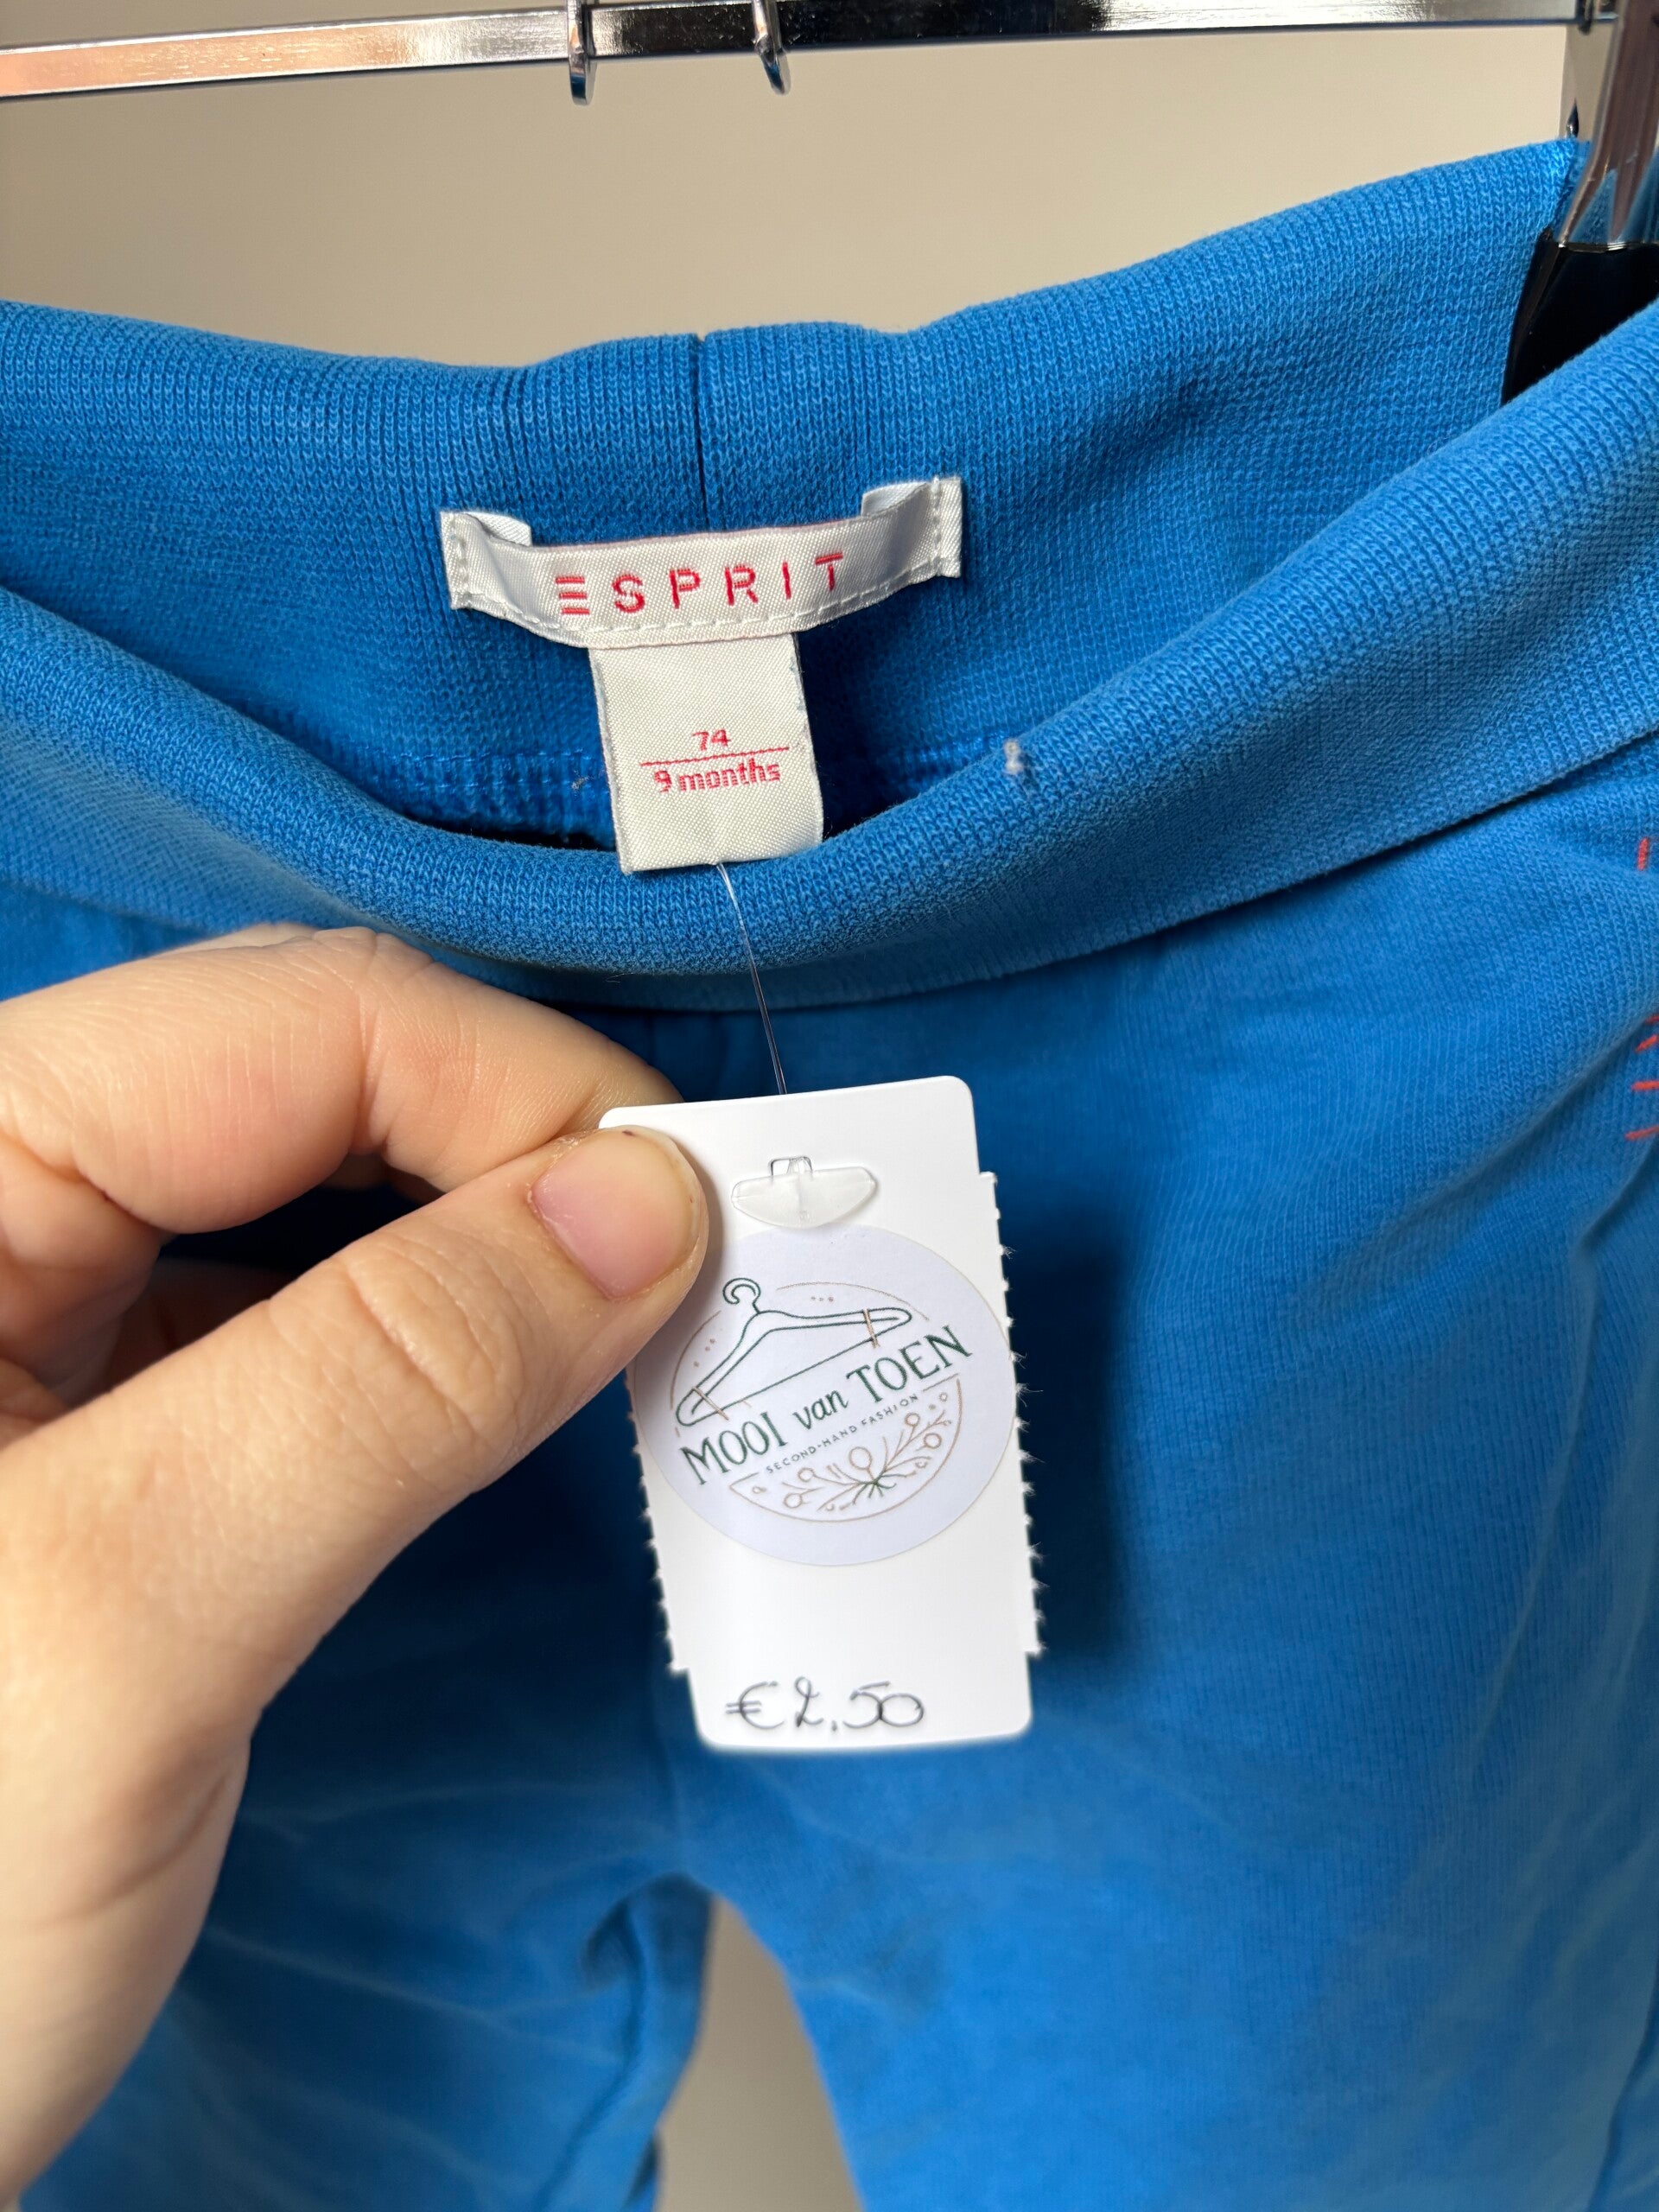 ESPRIT
74
9 months
MOOI van TOEN
SECOND-HAND FASHION
€2,50